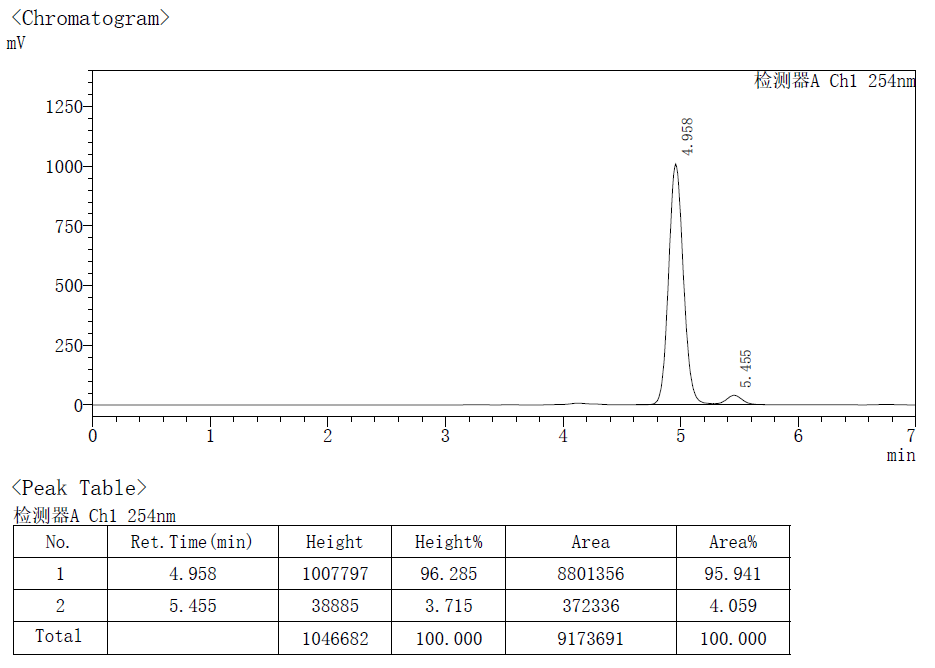 <Chromatogram>
mV
检测器A Ch1 254nm
1250
4.958
1000
750
500
5.455
250
0
0 1 2 3 4 5 6 7
min
<Peak Table>
检测器A Ch1 254nm
No. Ret.Time(min) Height Height% Area Area%
1 4.958 1007797 96.285 8801356 95.941
2 5.455 38885 3.715 372336 4.059
Total 1046682 100.000 9173691 100.000